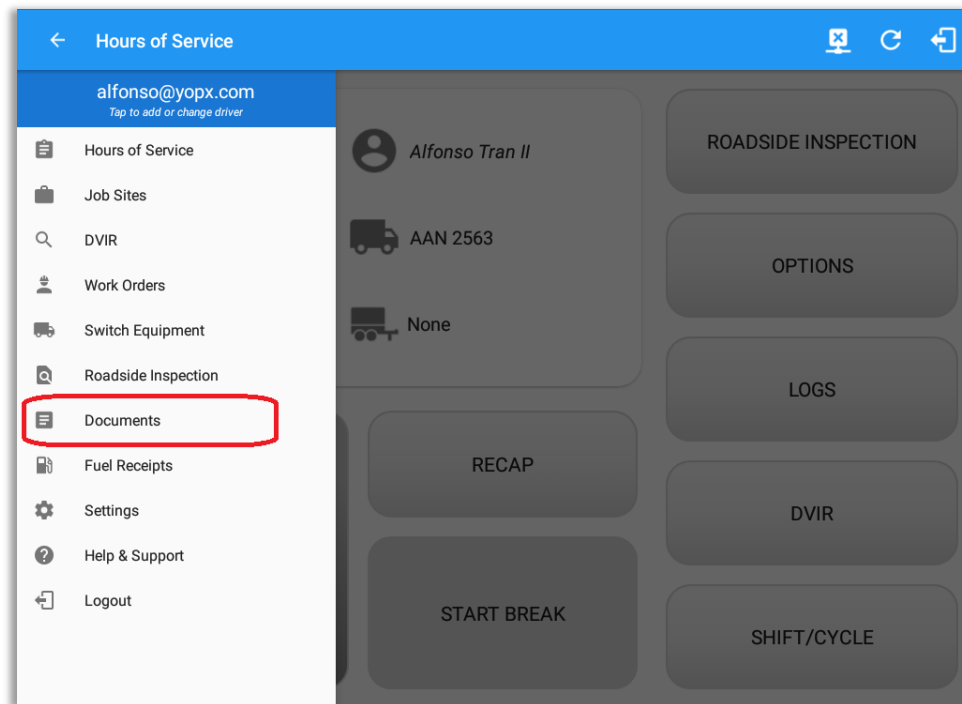 Hours of Service
alfonso@yopx.com
Tap to add or change driver
Hours of Service
Job Sites
DVIR
Work Orders
Switch Equipment
Roadside Inspection
Documents
Fuel Receipts
Settings
Help & Support
Logout
Alfonso Tran II
AAN 2563
None
RECAP
START BREAK
ROADSIDE INSPECTION
OPTIONS
LOGS
DVIR
SHIFT/CYCLE